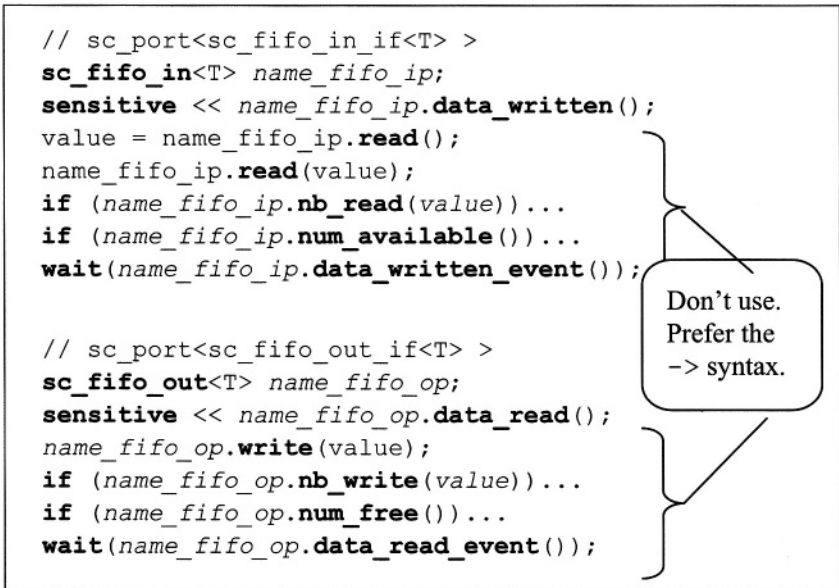 // sc_port<sc_fifo_in_if<T> >
sc_fifo_in<T> name_fifo_ip;
sensitive << name_fifo_ip.data_written();
value = name_fifo_ip.read();
name_fifo_ip.read(value);
if (name_fifo_ip.nb_read(value))...
if (name_fifo_ip.num_available())...
wait(name_fifo_ip.data_written_event());
Don't use.
Prefer the
-> syntax.
// sc_port<sc_fifo_out_if<T> >
sc_fifo_out<T> name_fifo_op;
sensitive << name_fifo_op.data_read();
name_fifo_op.write(value);
if (name_fifo_op.nb_write(value))...
if (name_fifo_op.num_free())...
wait(name_fifo_op.data_read_event());